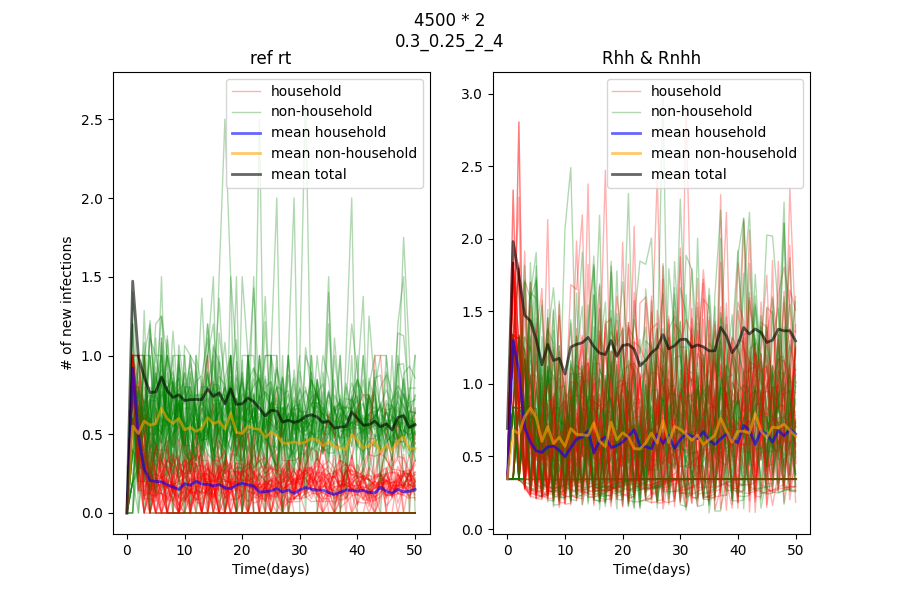 4500 * 2
0.3_0.25_2_4
ref rt
household
non-household
mean household
mean non-household
mean total
2.5
2.0
1.5
1.0
0.5
0.0
# of new infections
0
10
20
30
40
50
Time(days)
Rhh & Rnhh
household
non-household
mean household
mean non-household
mean total
3.0
2.5
2.0
1.5
1.0
0.5
0.0
0
10
20
30
40
50
Time(days)